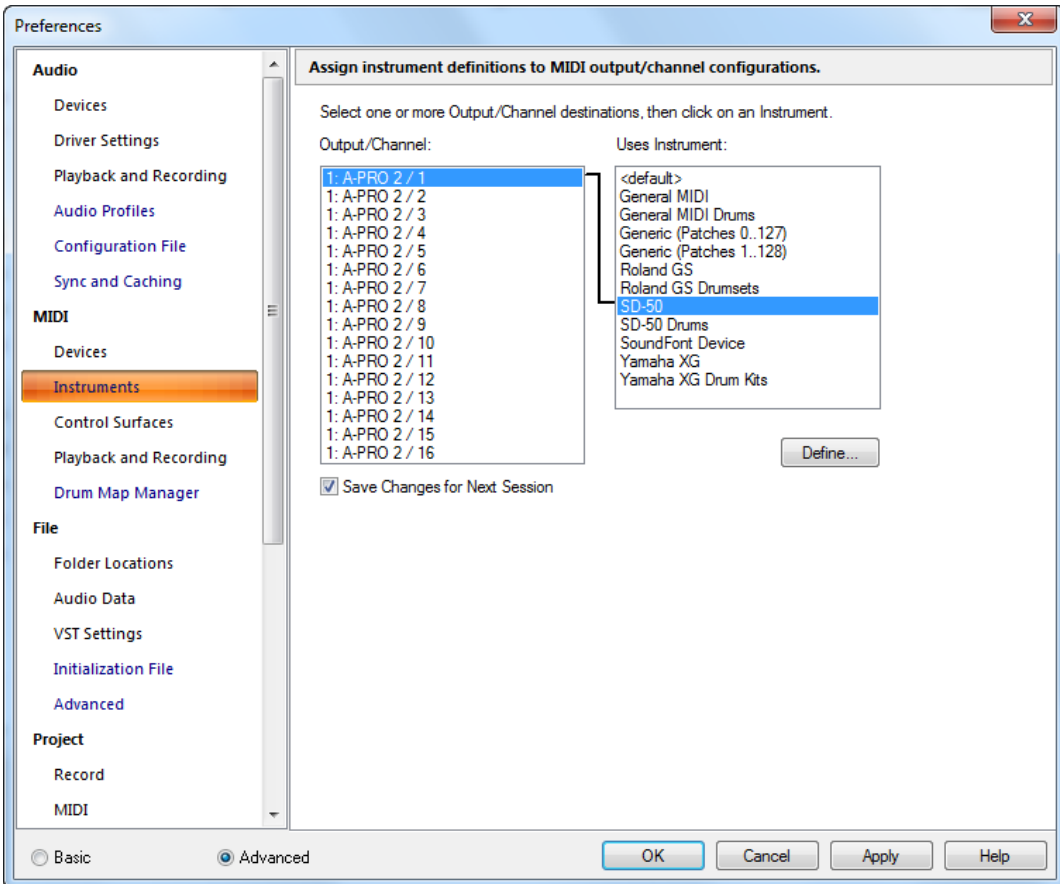 Preferences
Audio
Devices
Driver Settings
Playback and Recording
Audio Profiles
Configuration File
Sync and Caching
MIDI
Devices
Instruments
Control Surfaces
Playback and Recording
Drum Map Manager
File
Folder Locations
Audio Data
VST Settings
Initialization File
Advanced
Project
Record
MIDI
Assign instrument definitions to MIDI output/channel configurations.
Select one or more Output/Channel destinations, then click on an Instrument.
Output/Channel:
1: A-PRO 2 / 1
1: A-PRO 2 / 2
1: A-PRO 2 / 3
1: A-PRO 2 / 4
1: A-PRO 2 / 5
1: A-PRO 2 / 6
1: A-PRO 2 / 7
1: A-PRO 2 / 8
1: A-PRO 2 / 9
1: A-PRO 2 / 10
1: A-PRO 2 / 11
1: A-PRO 2 / 12
1: A-PRO 2 / 13
1: A-PRO 2 / 14
1: A-PRO 2 / 15
1: A-PRO 2 / 16
Uses Instrument:
<default>
General MIDI
General MIDI Drums
Generic (Patches 0..127)
Generic (Patches 1..128)
Roland GS
Roland GS Drumsets
SD-50
SD-50 Drums
SoundFont Device
Yamaha XG
Yamaha XG Drum Kits
Define...
Save Changes for Next Session
Basic
Advanced
OK
Cancel
Apply
Help